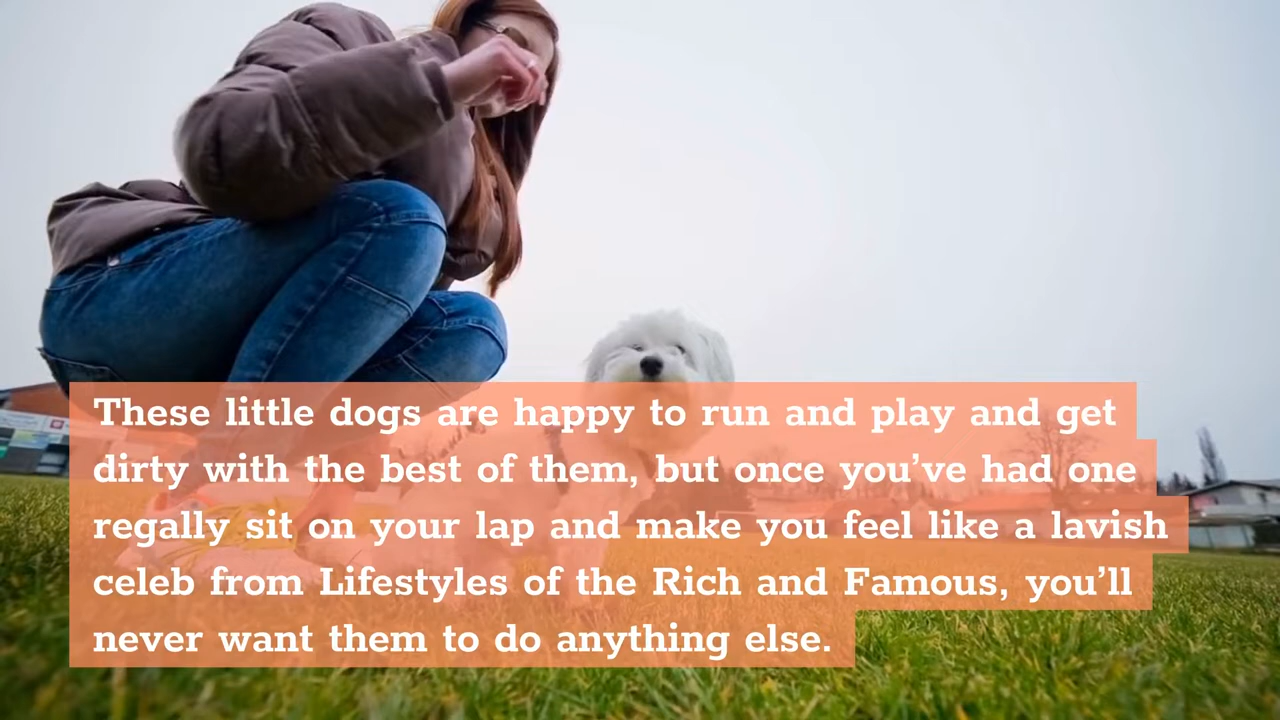 These little dogs are happy to run and play and get
dirty with the best of them, but once you’ve had one
regally sit on your lap and make you feel like a lavish
celeb from Lifestyles of the Rich and Famous, you’ll
never want them to do anything else.